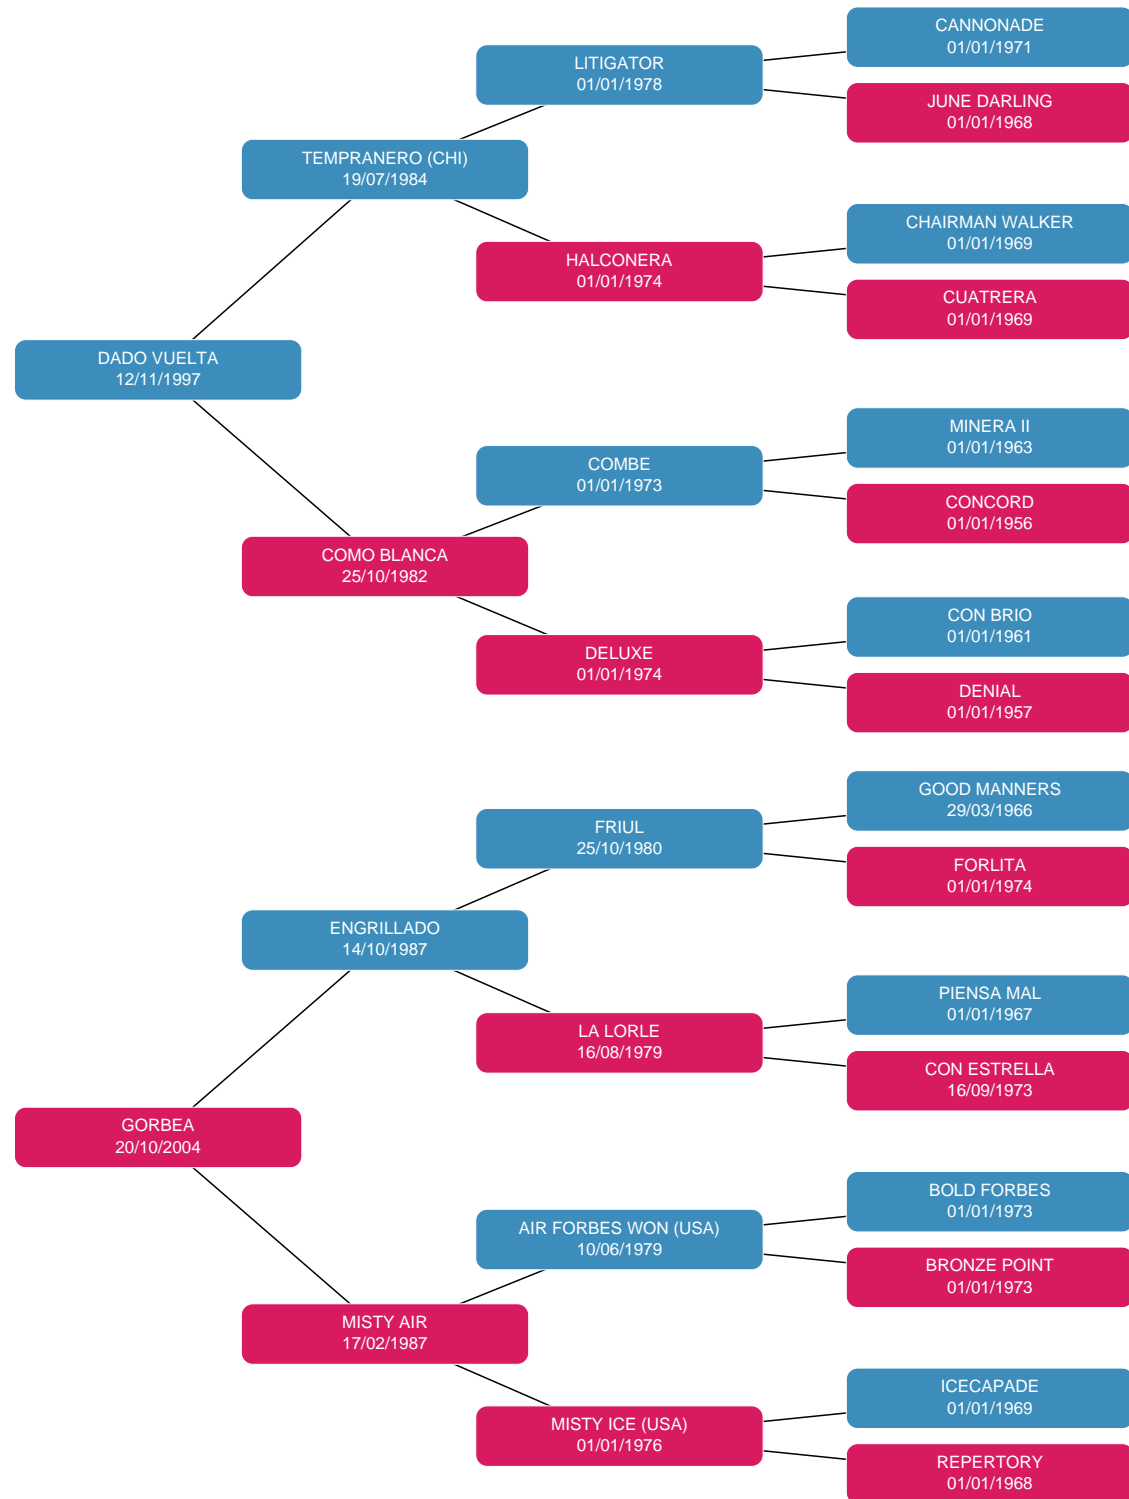 CANNONADE
01/01/1971
LITIGATOR
01/01/1978
JUNE DARLING
01/01/1968
TEMPRANERO (CHI)
19/07/1984
CHAIRMAN WALKER
01/01/1969
HALCONERA
01/01/1974
CUATRERA
01/01/1969
DADO VUELTA
12/11/1997
MINERA II
01/01/1963
COMBE
01/01/1973
CONCORD
01/01/1956
COMO BLANCA
25/10/1982
CON BRIO
01/01/1961
DELUXE
01/01/1974
DENIAL
01/01/1957
GOOD MANNERS
29/03/1966
FRIUL
25/10/1980
FORLITA
01/01/1974
ENGRILLADO
14/10/1987
PIENSA MAL
01/01/1967
LA LORLE
16/08/1979
CON ESTRELLA
16/09/1973
GORBEA
20/10/2004
BOLD FORBES
01/01/1973
AIR FORBES WON (USA)
10/06/1979
BRONZE POINT
01/01/1973
MISTY AIR
17/02/1987
ICECAPADE
01/01/1969
MISTY ICE (USA)
01/01/1976
REPERTORY
01/01/1968